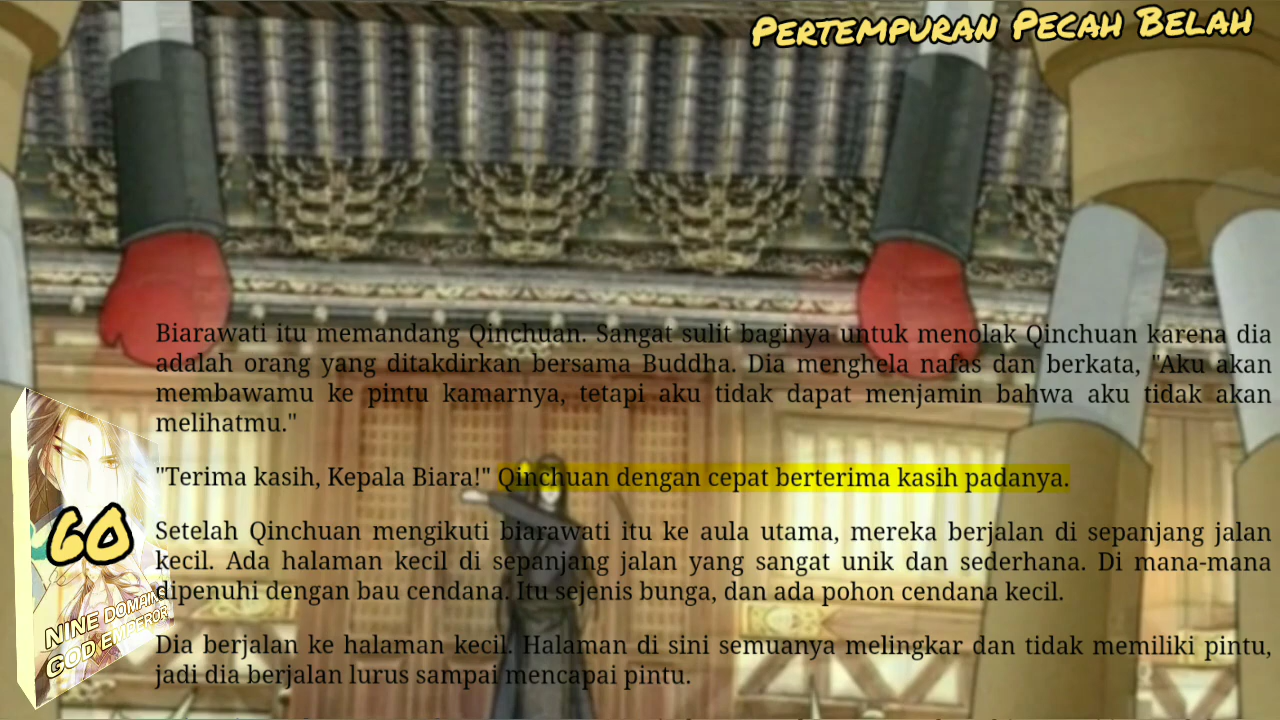 PERTEMPURAN PECAH BELAH
Biarawati itu memandang Qinchuan. Sangat sulit baginya untuk menolak Qinchuan karena dia
adalah orang yang ditakdirkan bersama Buddha. Dia menghela nafas dan berkata, "Aku akan
membawamu ke pintu kamarnya, tetapi aku tidak dapat menjamin bahwa aku tidak akan
melihatmu."
"Terima kasih, Kepala Biara!" Qinchuan dengan cepat berterima kasih padanya.
Setelah Qinchuan mengikuti biarawati itu ke aula utama, mereka berjalan di sepanjang jalan
kecil. Ada halaman kecil di sepanjang jalan yang sangat unik dan sederhana. Di mana-mana
dipenuhi dengan bau cendana. Itu sejenis bunga, dan ada pohon cendana kecil.
Dia berjalan ke halaman kecil. Halaman di sini semuanya melingkar dan tidak memiliki pintu,
jadi dia berjalan lurus sampai mencapai pintu.
60
NINE DOMAIN
GOD EMPEROR